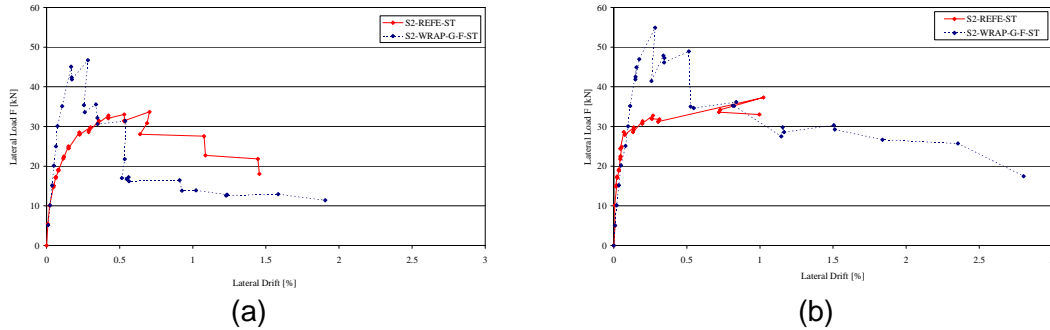 60
50
40
30
20
10
0
0
0.5
1
1.5
2
2.5
3
Lateral Load F [kN]
Lateral Drift [%]
S2-REFE-ST
S2-WRAP-G-F-ST
(a)
60
50
40
30
20
10
0
0
0.5
1
1.5
2
2.5
3
Lateral Load F [kN]
Lateral Drift [%]
S2-REFE-ST
S2-WRAP-G-F-ST
(b)